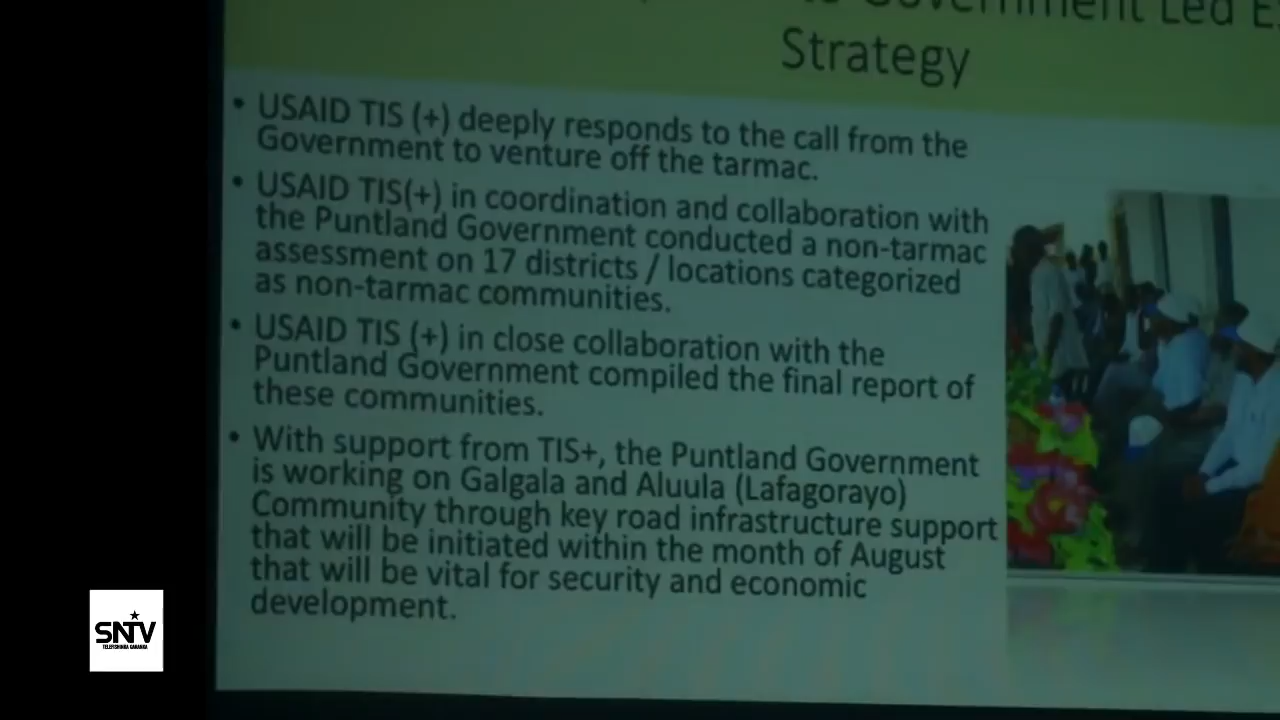 Government Led
Strategy
• USAID TIS (+) deeply responds to the call from the
Government to venture off the tarmac.
• USAID TIS(+) in coordination and collaboration with
the Puntland Government conducted a non-tarmac
assessment on 17 districts / locations categorized
as non-tarmac communities.
• USAID TIS (+) in close collaboration with the
Puntland Government compiled the final report of
these communities.
• With support from TIS+, the Puntland Government
is working on Galgala and Aluula (Lafagorayo)
Community through key road infrastructure support
that will be initiated within the month of August
that will be vital for security and economic
development.
SNTV